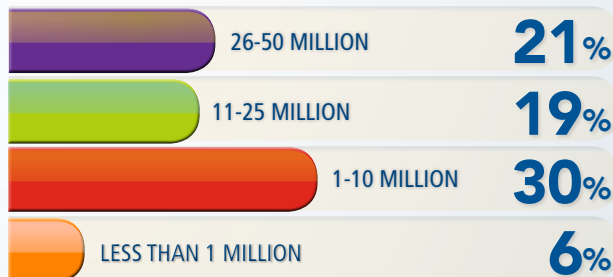 26-50 MILLION 21%
11-25 MILLION 19%
1-10 MILLION 30%
LESS THAN 1 MILLION 6%